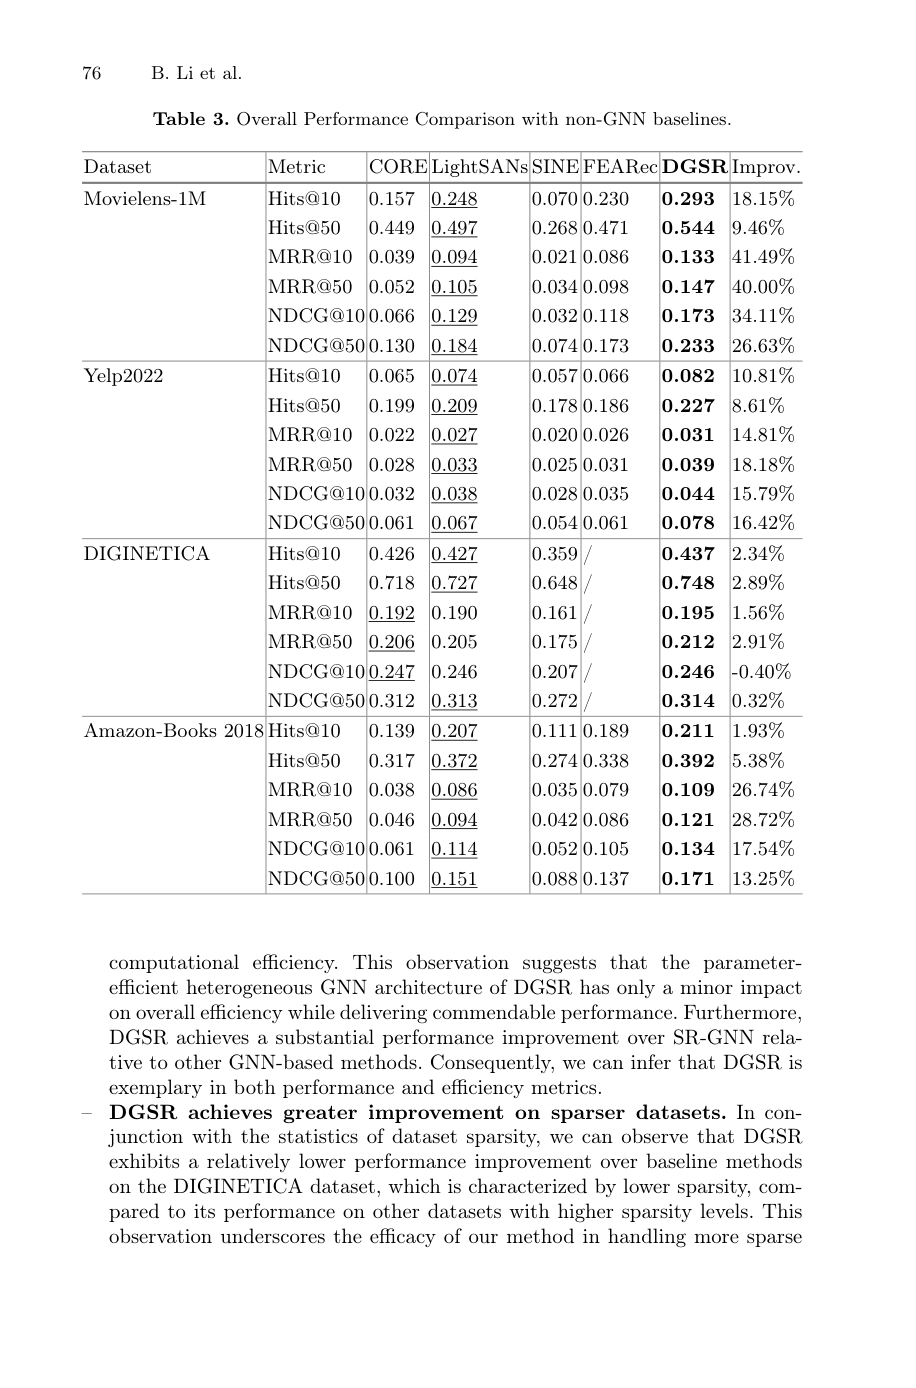 76 B. Li et al.
Table 3. Overall Performance Comparison with non-GNN baselines.
Dataset Metric CORE LightSANs SINE FEARec DGSR Improv.
Movielens-1M Hits@10 0.157 0.248 0.070 0.230 0.293 18.15%
Hits@50 0.449 0.497 0.268 0.471 0.544 9.46%
MRR@10 0.039 0.094 0.021 0.086 0.133 41.49%
MRR@50 0.052 0.105 0.034 0.098 0.147 40.00%
NDCG@10 0.066 0.129 0.032 0.118 0.173 34.11%
NDCG@50 0.130 0.184 0.074 0.173 0.233 26.63%
Yelp2022 Hits@10 0.065 0.074 0.057 0.066 0.082 10.81%
Hits@50 0.199 0.209 0.178 0.186 0.227 8.61%
MRR@10 0.022 0.027 0.020 0.026 0.031 14.81%
MRR@50 0.028 0.033 0.025 0.031 0.039 18.18%
NDCG@10 0.032 0.038 0.028 0.035 0.044 15.79%
NDCG@50 0.061 0.067 0.054 0.061 0.078 16.42%
DIGINETICA Hits@10 0.426 0.427 0.359 / 0.437 2.34%
Hits@50 0.718 0.727 0.648 / 0.748 2.89%
MRR@10 0.192 0.190 0.161 / 0.195 1.56%
MRR@50 0.206 0.205 0.175 / 0.212 2.91%
NDCG@10 0.247 0.246 0.207 / 0.246 -0.40%
NDCG@50 0.312 0.313 0.272 / 0.314 0.32%
Amazon-Books 2018 Hits@10 0.139 0.207 0.111 0.189 0.211 1.93%
Hits@50 0.317 0.372 0.274 0.338 0.392 5.38%
MRR@10 0.038 0.086 0.035 0.079 0.109 26.74%
MRR@50 0.046 0.094 0.042 0.086 0.121 28.72%
NDCG@10 0.061 0.114 0.052 0.105 0.134 17.54%
NDCG@50 0.100 0.151 0.088 0.137 0.171 13.25%
computational efficiency. This observation suggests that the parameter-
efficient heterogeneous GNN architecture of DGSR has only a minor impact
on overall efficiency while delivering commendable performance. Furthermore,
DGSR achieves a substantial performance improvement over SR-GNN rela-
tive to other GNN-based methods. Consequently, we can infer that DGSR is
exemplary in both performance and efficiency metrics.
– DGSR achieves greater improvement on sparser datasets. In con-
junction with the statistics of dataset sparsity, we can observe that DGSR
exhibits a relatively lower performance improvement over baseline methods
on the DIGINETICA dataset, which is characterized by lower sparsity, com-
pared to its performance on other datasets with higher sparsity levels. This
observation underscores the efficacy of our method in handling more sparse